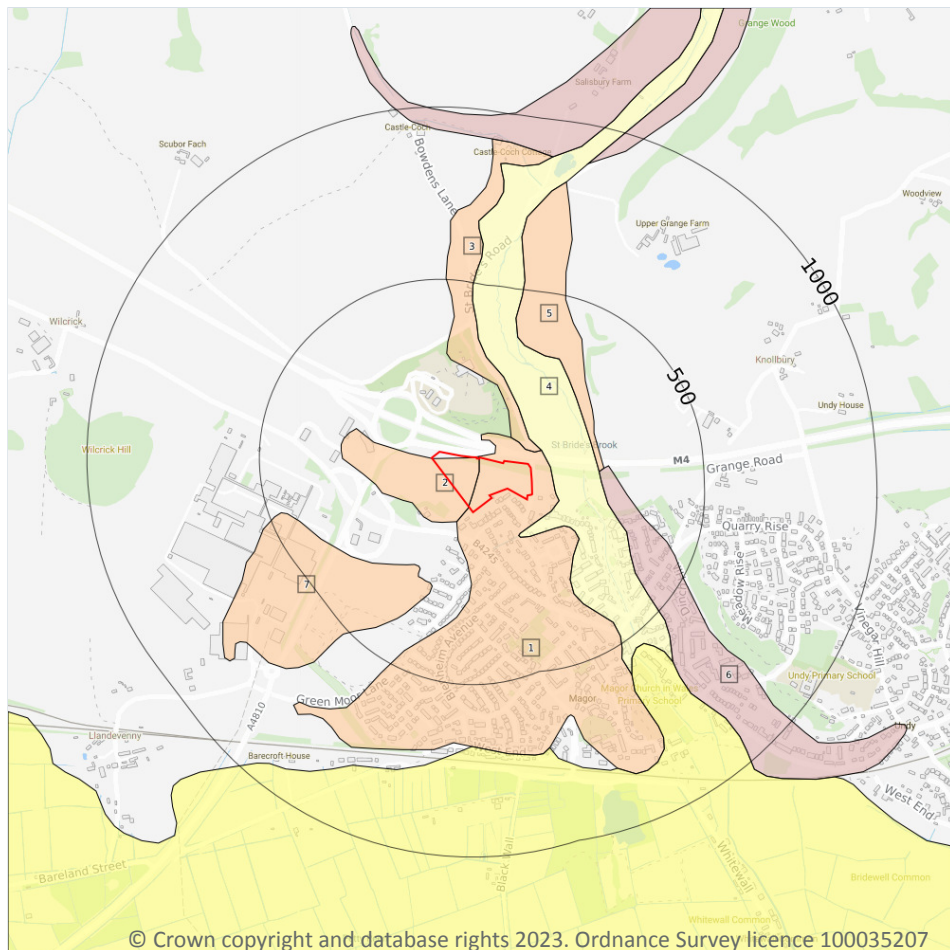 Grange Wood
Salisbury Farm
Castle-Coch
Scubor Fach
Castle-Coch
Bowdens Lane
Woodview
Upper Grange Farm
3
St Bride's Road
1000
5
Wilcrick
Knollbury
4
500
Undy House
St Bride's Brook
Wilcrick Hill
M4
Grange Road
2
Quarry Rise
B4245
Meadow Rise
7
Dancing
Vinegar Hill
Blenheim Avenue
1
Undy Primary School
6
Green Moor Lane
Magor Church in Wales
Primary School
Magor
A4810
Undy
Llandevenny
West End
Barecroft House
West End
Black Wall
Whitewall
Bareland Street
Bridewell Common
Whitewall Common
© Crown copyright and database rights 2023. Ordnance Survey licence 100035207